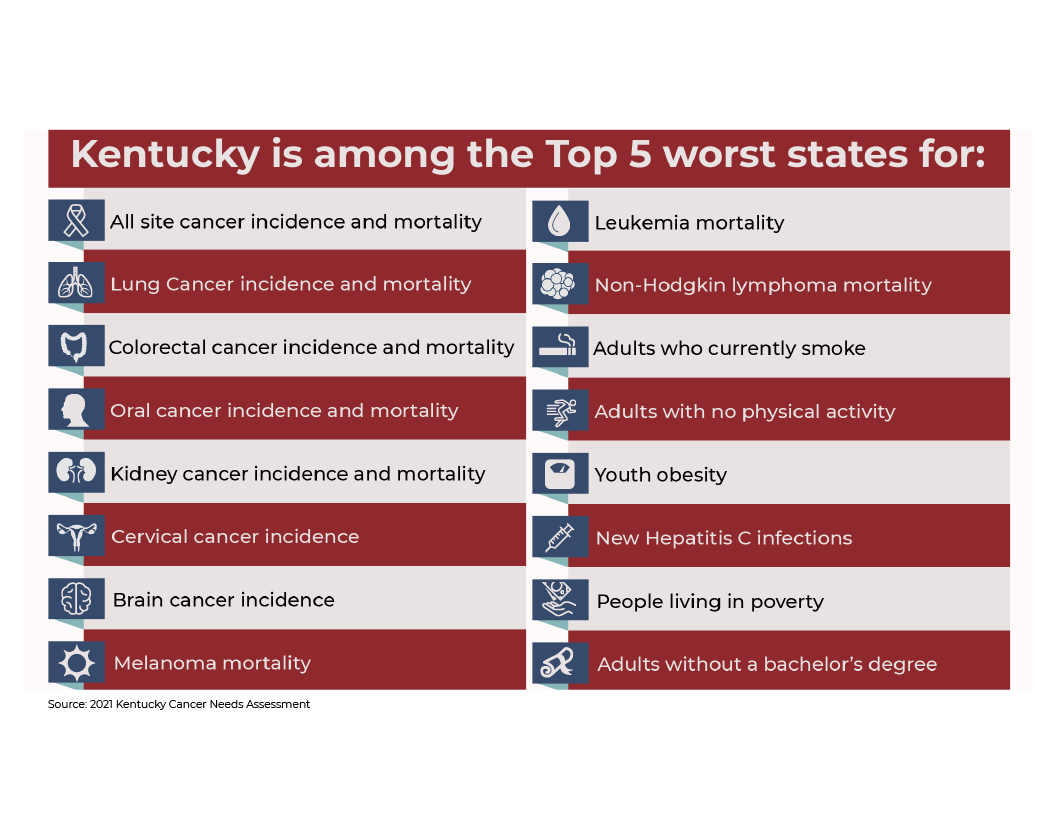 Kentucky is among the Top 5 worst states for:
All site cancer incidence and mortality
Lung Cancer incidence and mortality
Colorectal cancer incidence and mortality
Oral cancer incidence and mortality
Kidney cancer incidence and mortality
Cervical cancer incidence
Brain cancer incidence
Melanoma mortality
Leukemia mortality
Non-Hodgkin lymphoma mortality
Adults who currently smoke
Adults with no physical activity
Youth obesity
New Hepatitis C infections
People living in poverty
Adults without a bachelor’s degree
Source: 2021 Kentucky Cancer Needs Assessment